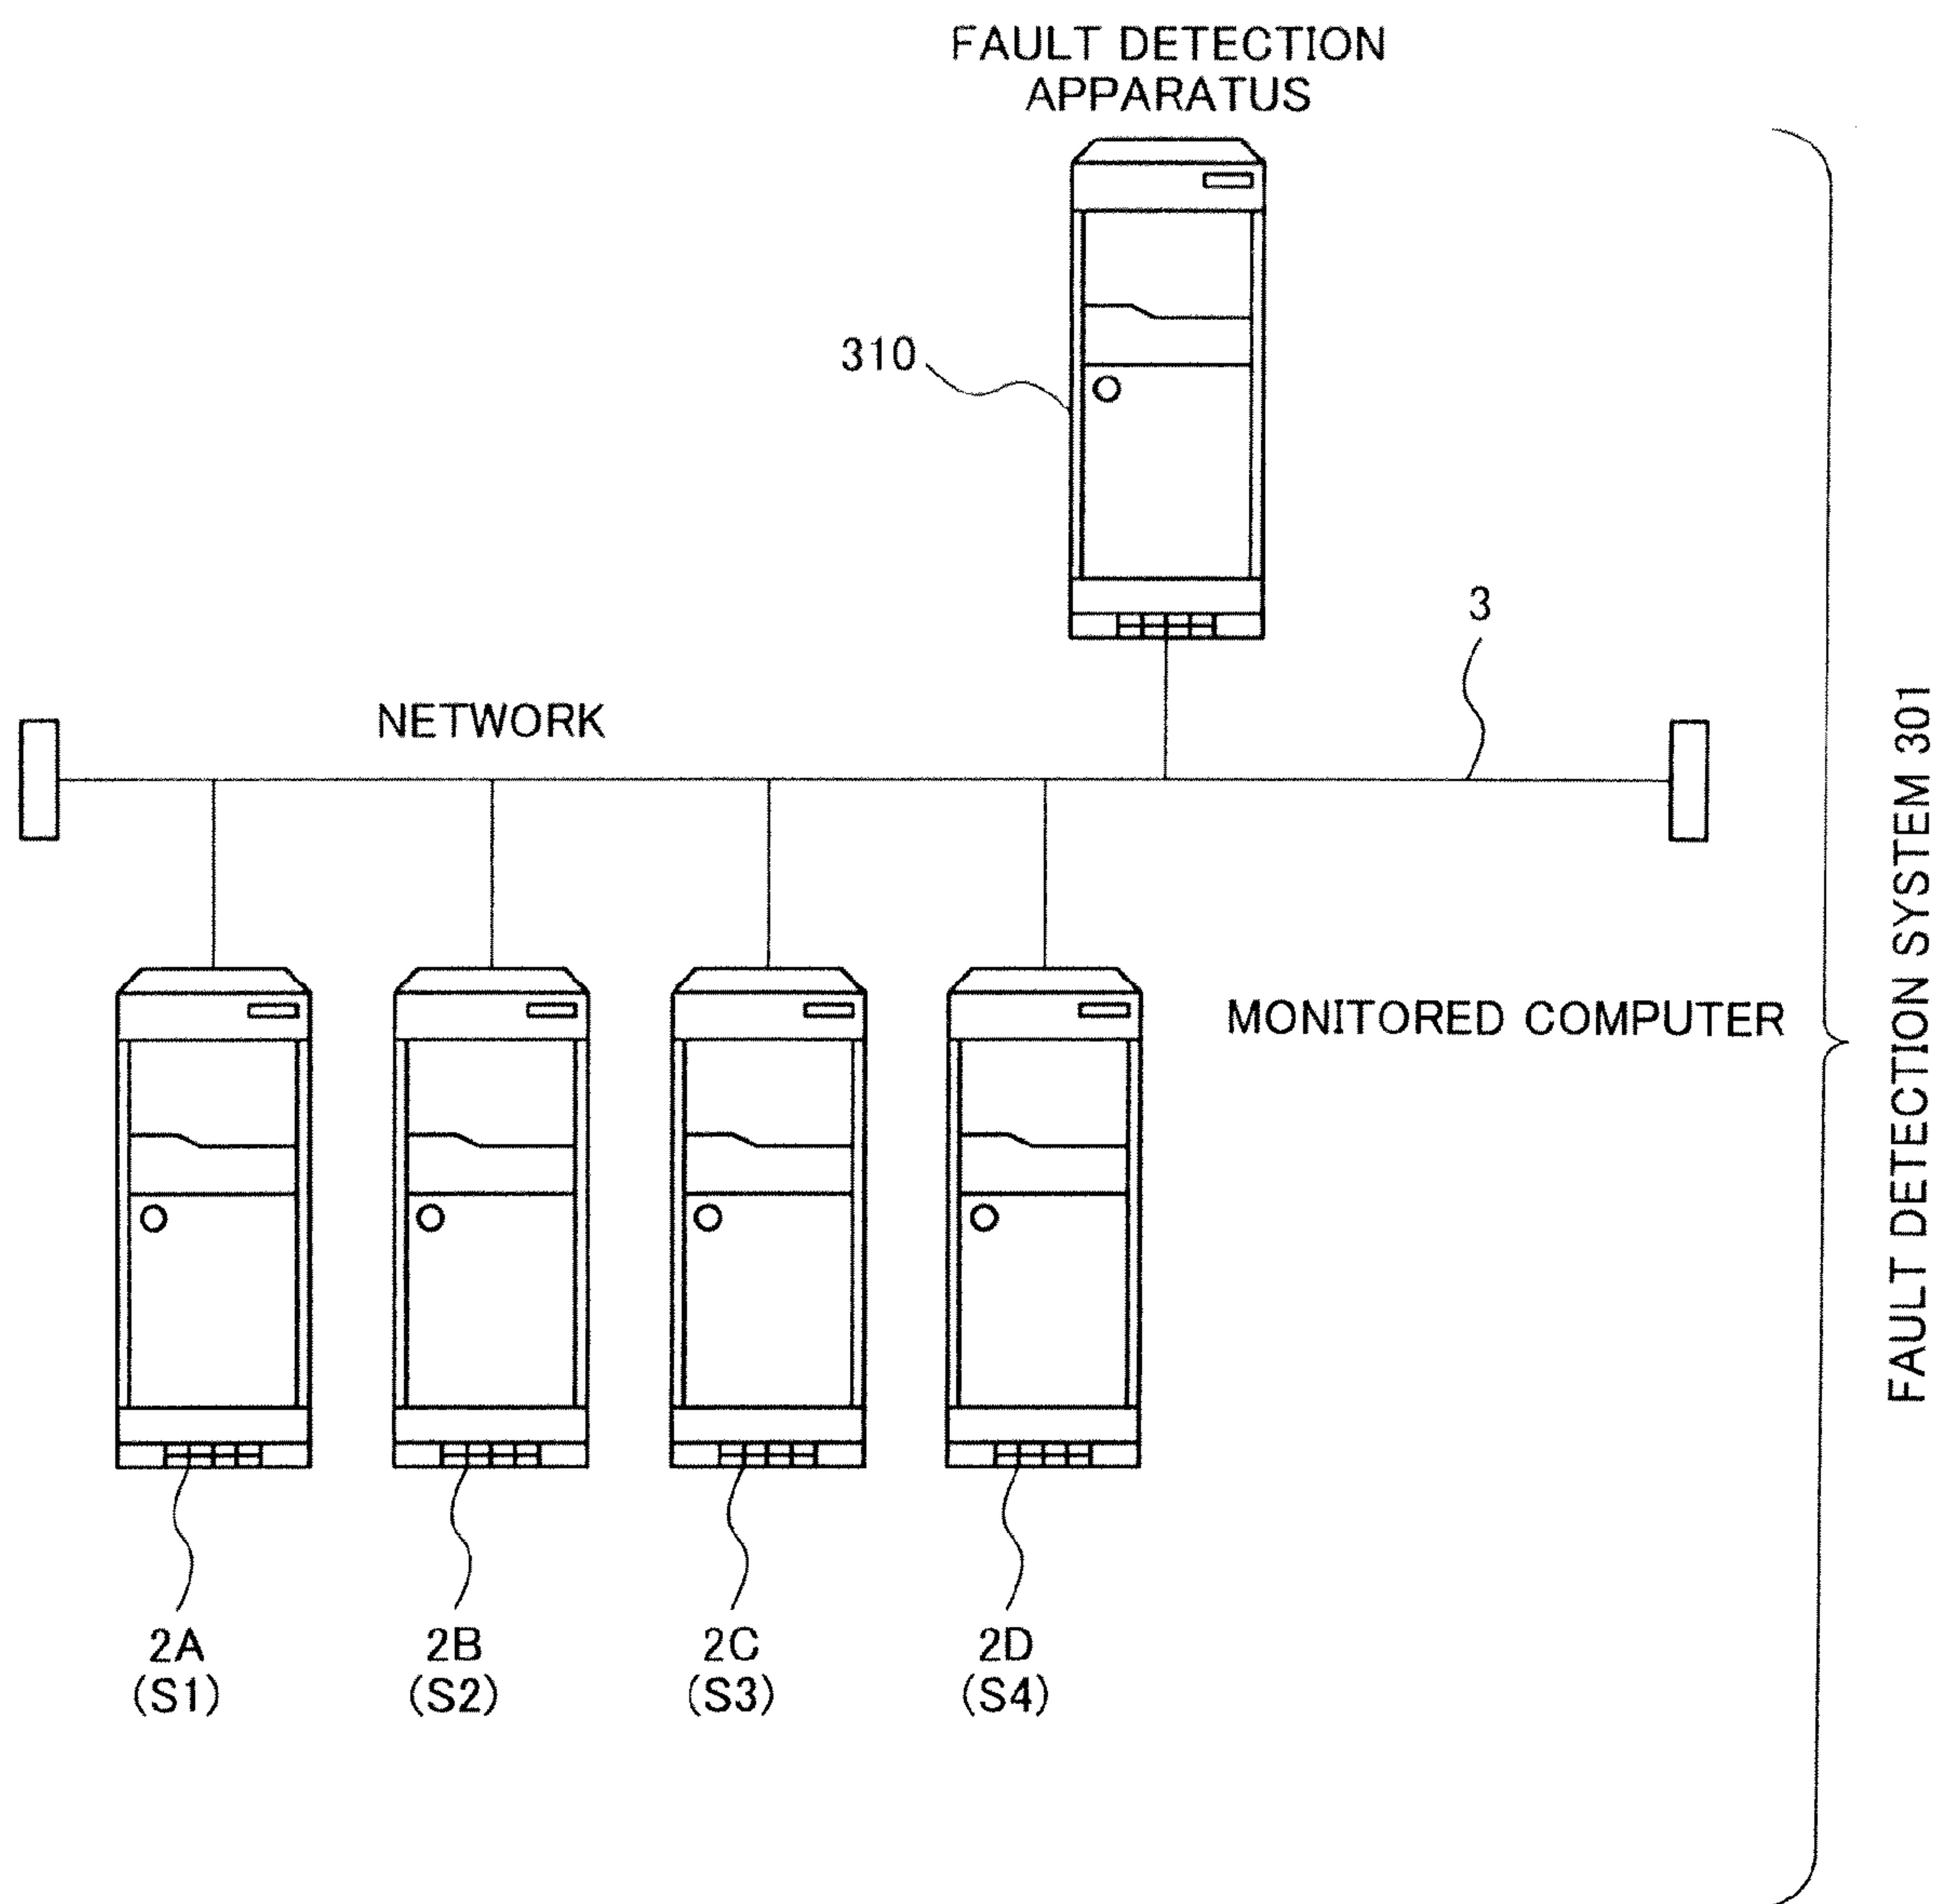 FAULT DETECTION
APPARATUS
310
3
NETWORK
MONITORED COMPUTER
2A
(S1)
2B
(S2)
2C
(S3)
2D
(S4)
FAULT DETECTION SYSTEM 301